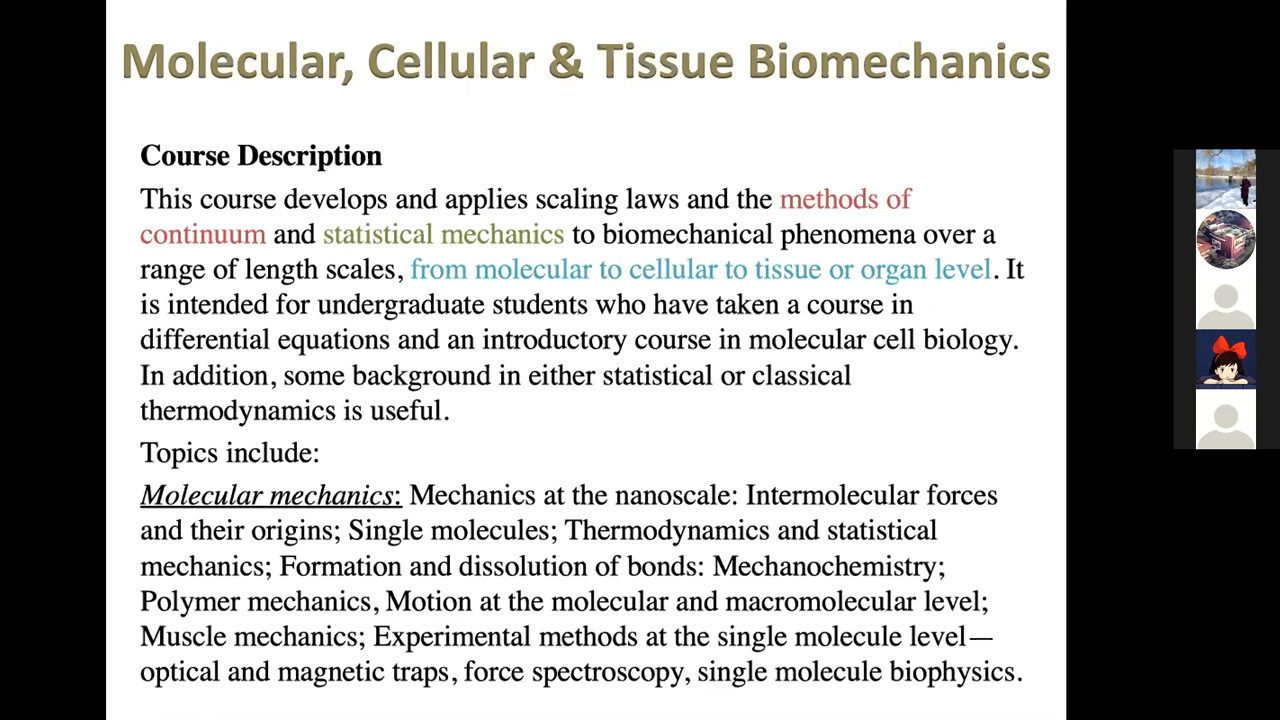 Molecular, Cellular & Tissue Biomechanics
Course Description
This course develops and applies scaling laws and the methods of
continuum and statistical mechanics to biomechanical phenomena over a
range of length scales, from molecular to cellular to tissue or organ level. It
is intended for undergraduate students who have taken a course in
differential equations and an introductory course in molecular cell biology.
In addition, some background in either statistical or classical
thermodynamics is useful.
Topics include:
Molecular mechanics: Mechanics at the nanoscale: Intermolecular forces
and their origins; Single molecules; Thermodynamics and statistical
mechanics; Formation and dissolution of bonds: Mechanochemistry;
Polymer mechanics, Motion at the molecular and macromolecular level;
Muscle mechanics; Experimental methods at the single molecule level—
optical and magnetic traps, force spectroscopy, single molecule biophysics.